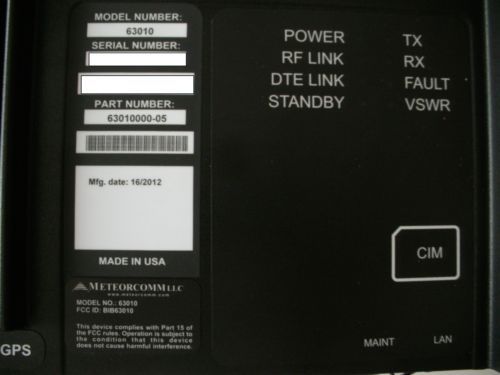 MODEL NUMBER:
63010
SERIAL NUMBER:
PART NUMBER:
63010000-05
Mfg. date: 16/2012
MADE IN USA
METEORCOMM LLC
www.meteorcomm.com
MODEL NO.: 63010
FCC ID: BIB63010
This device complies with Part 15 of
the FCC rules. Operation is subject to
the condition that this device
does not cause harmful interference.
GPS
POWER TX
RF LINK RX
DTE LINK FAULT
STANDBY VSWR
CIM
MAINT LAN